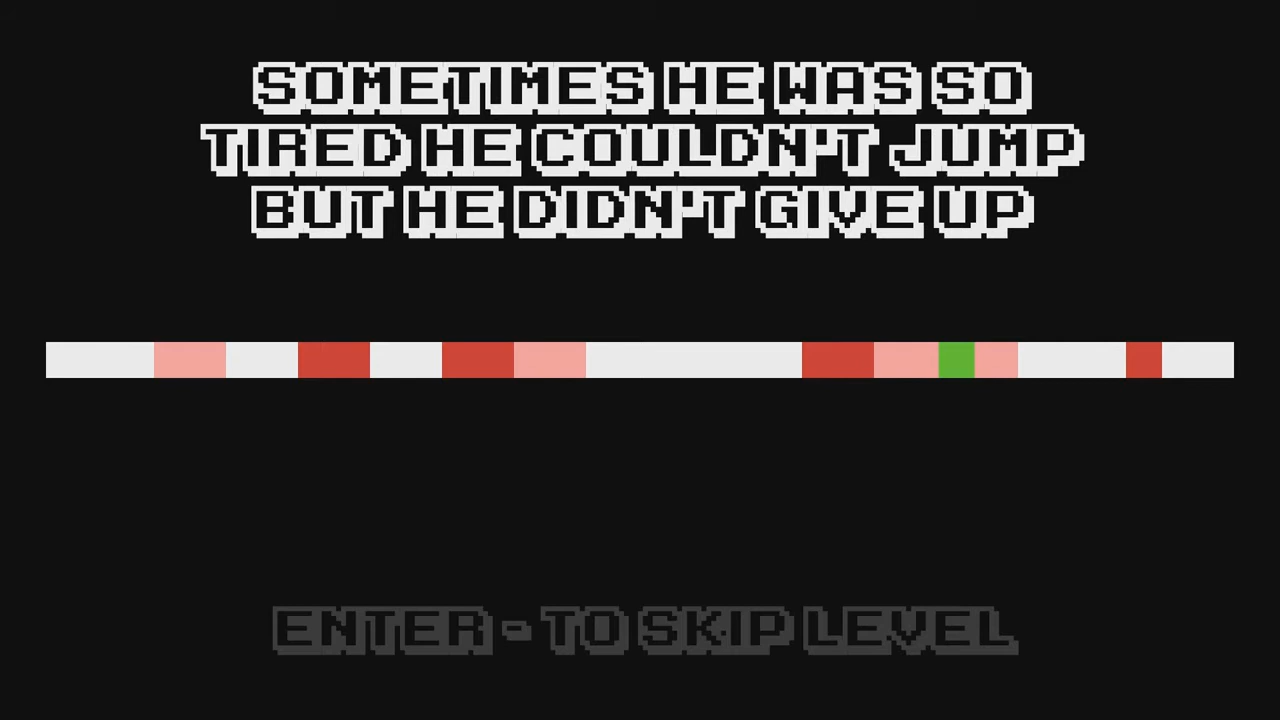 SOMETIMES HE WAS SO
TIRED HE COULDN'T JUMP
BUT HE DIDN'T GIVE UP
ENTER - TO SKIP LEVEL